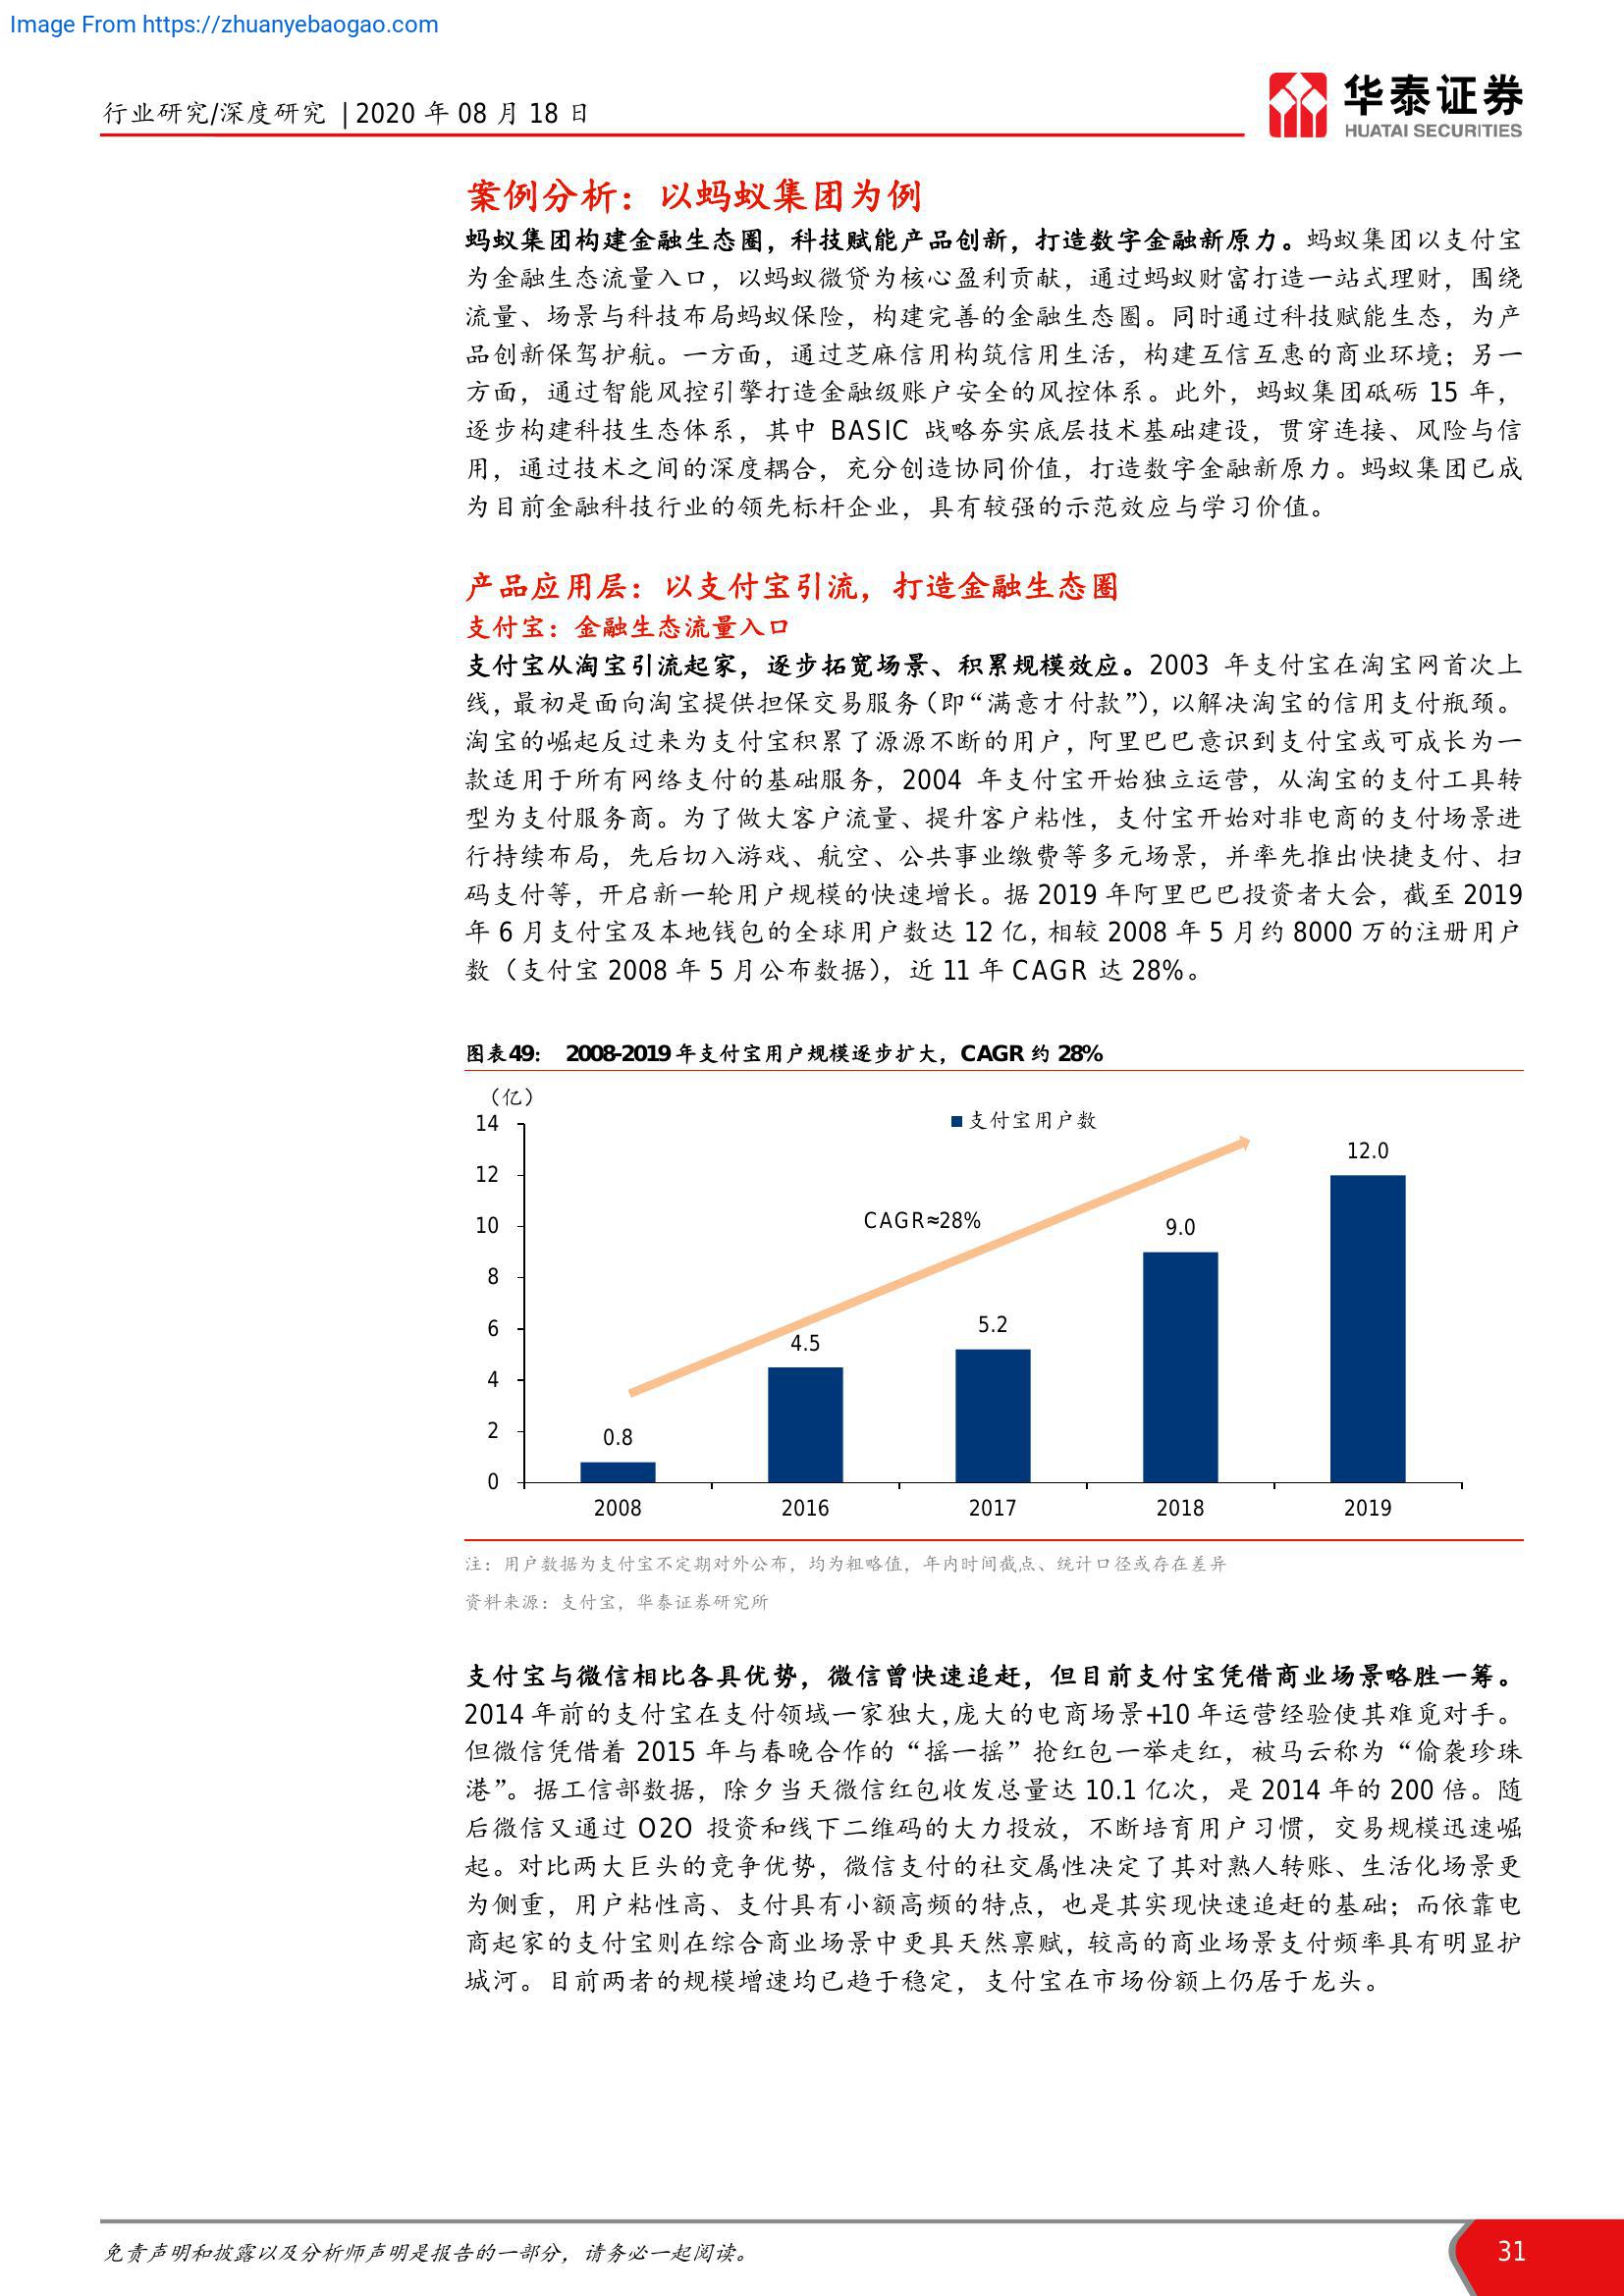 Image From https://zhuanyebaogao.com
行业研究/深度研究 | 2020 年 08 月 18 日
华泰证券
HUATAI SECURITIES
案例分析：以蚂蚁集团为例
蚂蚁集团构建金融生态圈，科技赋能产品创新，打造数字金融新原力。蚂蚁集团以支付宝
为金融生态流量入口，以蚂蚁微贷为核心盈利贡献，通过蚂蚁财富打造一站式理财，围绕
流量、场景与科技布局蚂蚁保险，构建完善的金融生态圈。同时通过科技赋能生态，为产
品创新保驾护航。一方面，通过芝麻信用构筑信用生活，构建互信互惠的商业环境；另一
方面，通过智能风控引擎打造金融级账户安全的风控体系。此外，蚂蚁集团砥砺 15 年，
逐步构建科技生态体系，其中 BASIC 战略夯实底层技术基础建设，贯穿连接、风险与信
用，通过技术之间的深度耦合，充分创造协同价值，打造数字金融新原力。蚂蚁集团已成
为目前金融科技行业的领先标杆企业，具有较强的示范效应与学习价值。
产品应用层：以支付宝引流，打造金融生态圈
支付宝：金融生态流量入口
支付宝从淘宝引流起家，逐步拓宽场景、积累规模效应。2003 年支付宝在淘宝网首次上
线，最初是面向淘宝提供担保交易服务（即“满意才付款”），以解决淘宝的信用支付瓶颈。
淘宝的崛起反过来为支付宝积累了源源不断的用户，阿里巴巴意识到支付宝或可成长为一
款适用于所有网络支付的基础服务，2004 年支付宝开始独立运营，从淘宝的支付工具转
型为支付服务商。为了做大客户流量、提升客户粘性，支付宝开始对非电商的支付场景进
行持续布局，先后切入游戏、航空、公共事业缴费等多元场景，并率先推出快捷支付、扫
码支付等，开启新一轮用户规模的快速增长。据 2019 年阿里巴巴投资者大会，截至 2019
年 6 月支付宝及本地钱包的全球用户数达 12 亿，相较 2008 年 5 月约 8000 万的注册用户
数（支付宝 2008 年 5 月公布数据），近 11 年 CAGR 达 28%。
图表49： 2008-2019 年支付宝用户规模逐步扩大，CAGR 约 28%
（亿）
支付宝用户数
14
12
10
8
6
4
2
0
CAGR≈28%
0.8
4.5
5.2
9.0
12.0
2008 2016 2017 2018 2019
注：用户数据为支付宝不定期对外公布，均为粗略值，年内时间截点、统计口径或存在差异
资料来源：支付宝，华泰证券研究所
支付宝与微信相比各具优势，微信曾快速追赶，但目前支付宝凭借商业场景略胜一筹。
2014 年前的支付宝在支付领域一家独大，庞大的电商场景+10 年运营经验使其难觅对手。
但微信凭借着 2015 年与春晚合作的“摇一摇”抢红包一举走红，被马云称为“偷袭珍珠
港”。据工信部数据，除夕当天微信红包收发总量达 10.1 亿次，是 2014 年的 200 倍。随
后微信又通过 O2O 投资和线下二维码的大力投放，不断培育用户习惯，交易规模迅速崛
起。对比两大巨头的竞争优势，微信支付的社交属性决定了其对熟人转账、生活化场景更
为侧重，用户粘性高、支付具有小额高频的特点，也是其实现快速追赶的基础；而依靠电
商起家的支付宝则在综合商业场景中更具天然禀赋，较高的商业场景支付频率具有明显护
城河。目前两者的规模增速均已趋于稳定，支付宝在市场份额上仍居于龙头。
免责声明和披露以及分析师声明是报告的一部分，请务必一起阅读。
31